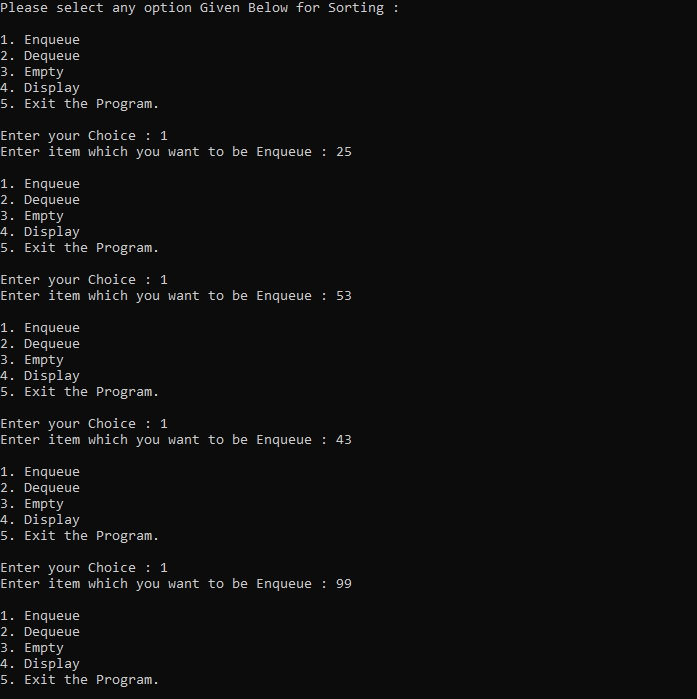 Please select any option Given Below for Sorting :
1. Enqueue
2. Dequeue
3. Empty
4. Display
5. Exit the Program.
Enter your Choice : 1
Enter item which you want to be Enqueue : 25
1. Enqueue
2. Dequeue
3. Empty
4. Display
5. Exit the Program.
Enter your Choice : 1
Enter item which you want to be Enqueue : 53
1. Enqueue
2. Dequeue
3. Empty
4. Display
5. Exit the Program.
Enter your Choice : 1
Enter item which you want to be Enqueue : 43
1. Enqueue
2. Dequeue
3. Empty
4. Display
5. Exit the Program.
Enter your Choice : 1
Enter item which you want to be Enqueue : 99
1. Enqueue
2. Dequeue
3. Empty
4. Display
5. Exit the Program.